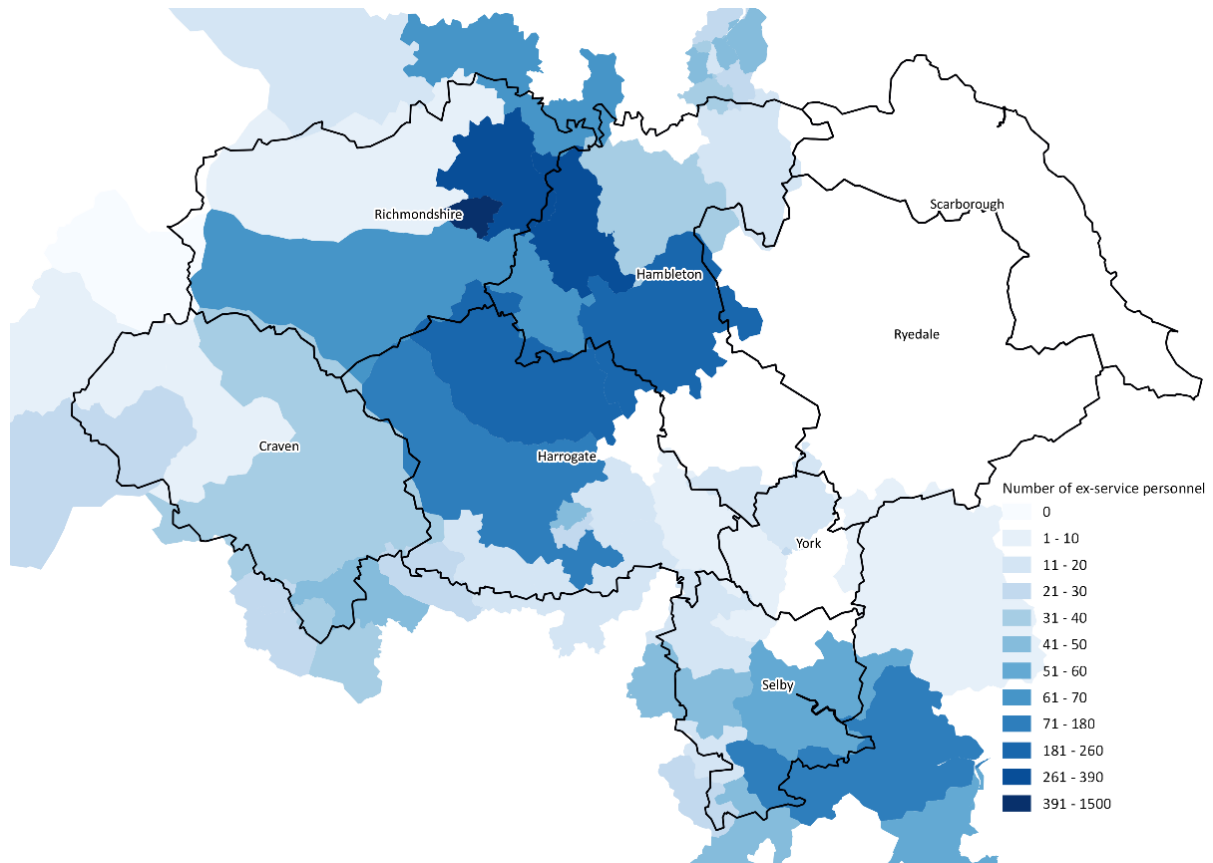 Scarborough
Richmondshire
Hambleton
Ryedale
Craven
Harrogate
York
Selby
Number of ex-service personnel
0
1 - 10
11 - 20
21 - 30
31 - 40
41 - 50
51 - 60
61 - 70
71 - 180
181 - 260
261 - 390
391 - 1500